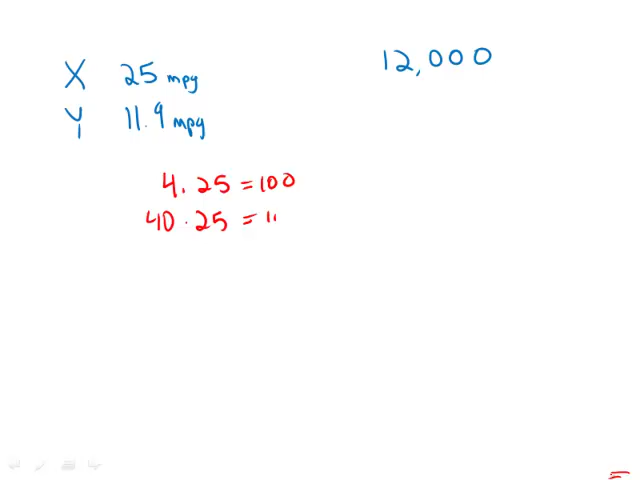 X 25 mpg
12,000
Y 11.9 mpg
4. 25 = 100
40 · 25 =